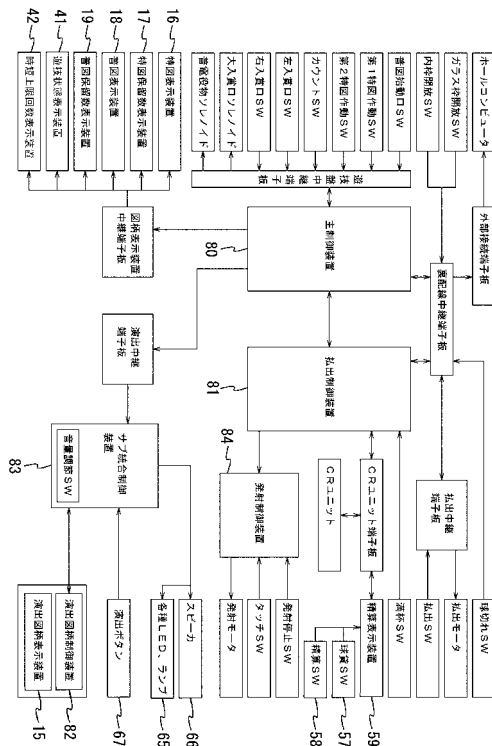 ホールコンピュータ
ガラス枠開放ＳＷ
内枠開放ＳＷ
普図始動口ＳＷ
第１特図作動ＳＷ
第２特図作動ＳＷ
カウントＳＷ
左入賞口ＳＷ
右入賞口ＳＷ
大入賞口ソレノイド
普電役物ソレノイド
16
特図表示装置
17
特図保留数表示装置
18
普図表示装置
19
普図保留数表示装置
41
遊技状態表示装置
42
時短上限回数表示装置
外部接続端子板
裏配線中継端子板
遊技盤中継端子板
主制御装置
80
図柄表示装置
中継端子板
演出中継
端子板
払出制御装置
81
払出中継
端子板
ＣＲユニット端子板
ＣＲユニット
発射制御装置
84
サブ統合制御
装置
音量調節ＳＷ
83
球切れＳＷ
払出モータ
払出ＳＷ
満杯ＳＷ
精算表示装置
59
球貸ＳＷ
57
精算ＳＷ
58
発射停止ＳＷ
タッチＳＷ
発射モータ
スピーカ
66
各種ＬＥＤ、ランプ
65
演出ボタン
67
演出図柄制御装置
82
演出図柄表示装置
15